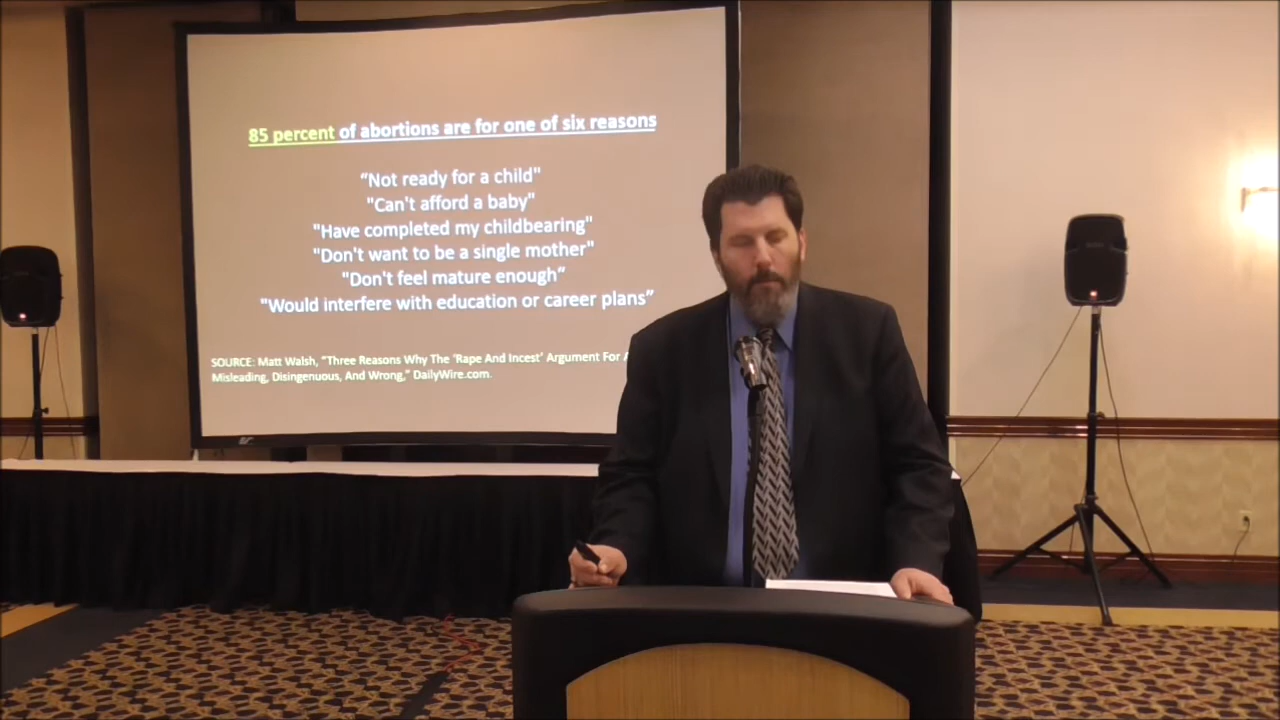 85 percent of abortions are for one of six reasons
“Not ready for a child"
"Can't afford a baby"
"Have completed my childbearing"
"Don't want to be a single mother"
"Don't feel mature enough“
"Would interfere with education or career plans”
SOURCE: Matt Walsh, “Three Reasons Why The 'Rape And Incest' Argument For
Misleading, Disingenuous, And Wrong,” DailyWire.com.